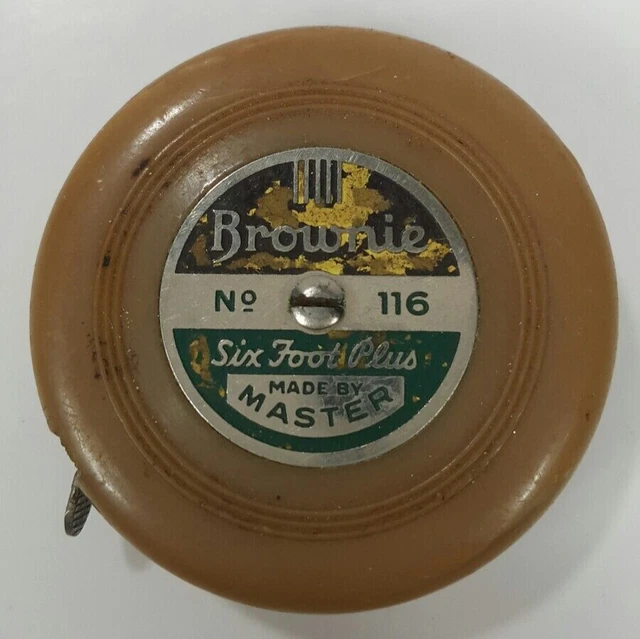 Brownie
Nº 116
Six Foot Plus
MADE BY
MASTER